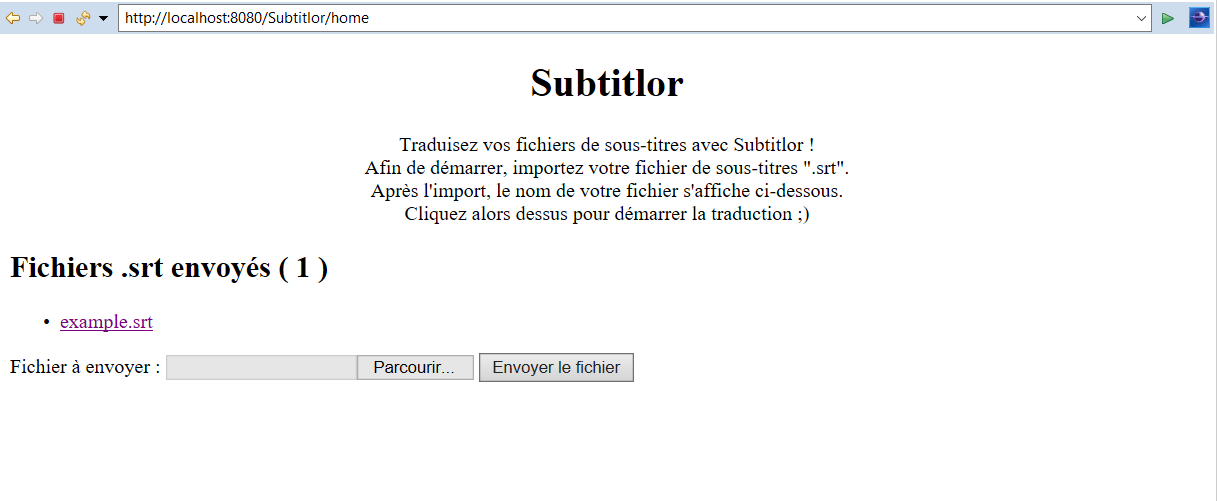 http://localhost:8080/Subtitlor/home
Subtitlor
Traduisez vos fichiers de sous-titres avec Subtitlor !
Afin de démarrer, importez votre fichier de sous-titres ".srt".
Après l'import, le nom de votre fichier s'affiche ci-dessous.
Cliquez alors dessus pour démarrer la traduction ;)
Fichiers .srt envoyés ( 1 )
• example.srt
Fichier à envoyer : Parcourir... Envoyer le fichier